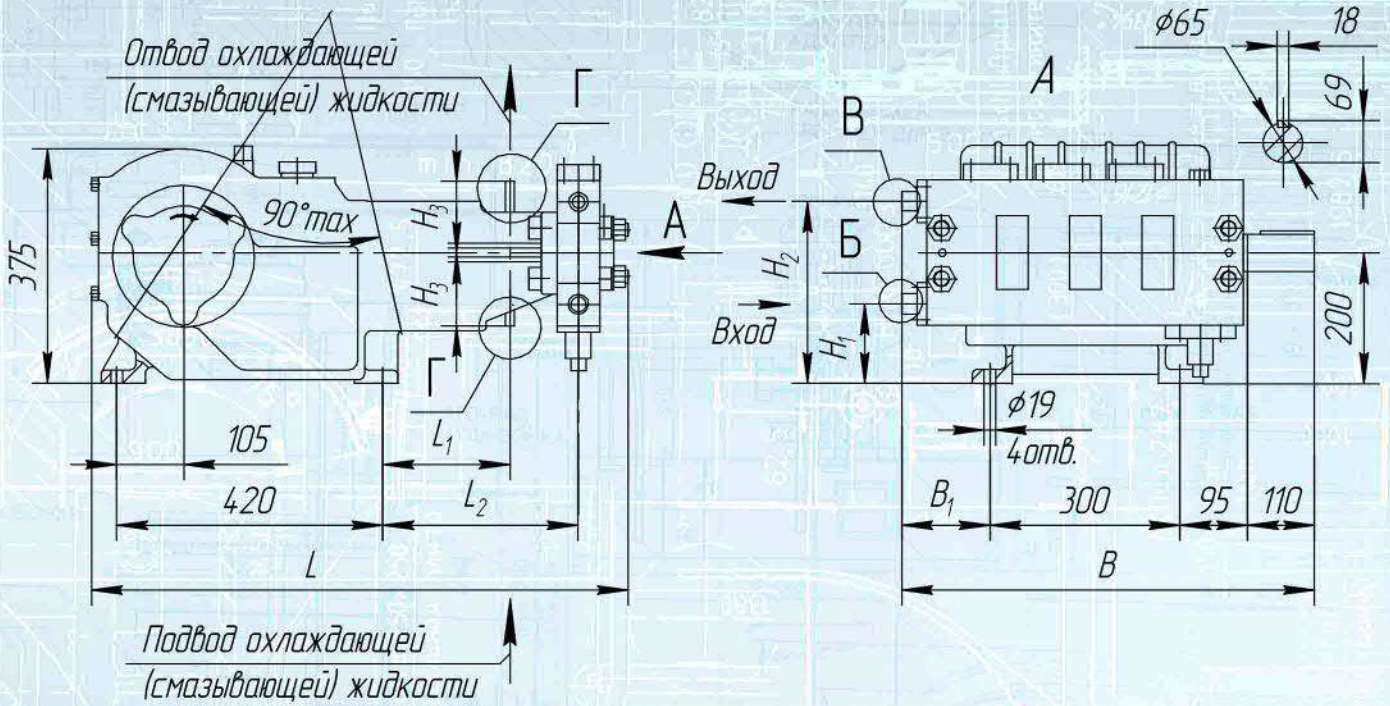 Отвод охлаждающей
(смазывающей) жидкости
Г
375
90°max
H₃
H₃
А
Г
105
L₁
420
L₂
L
Подвод охлаждающей
(смазывающей) жидкости
А
В
Выход
Б
H₂
Вход
H₁
ϕ65
18
69
200
ϕ19
4отв.
B₁
300
95
110
B